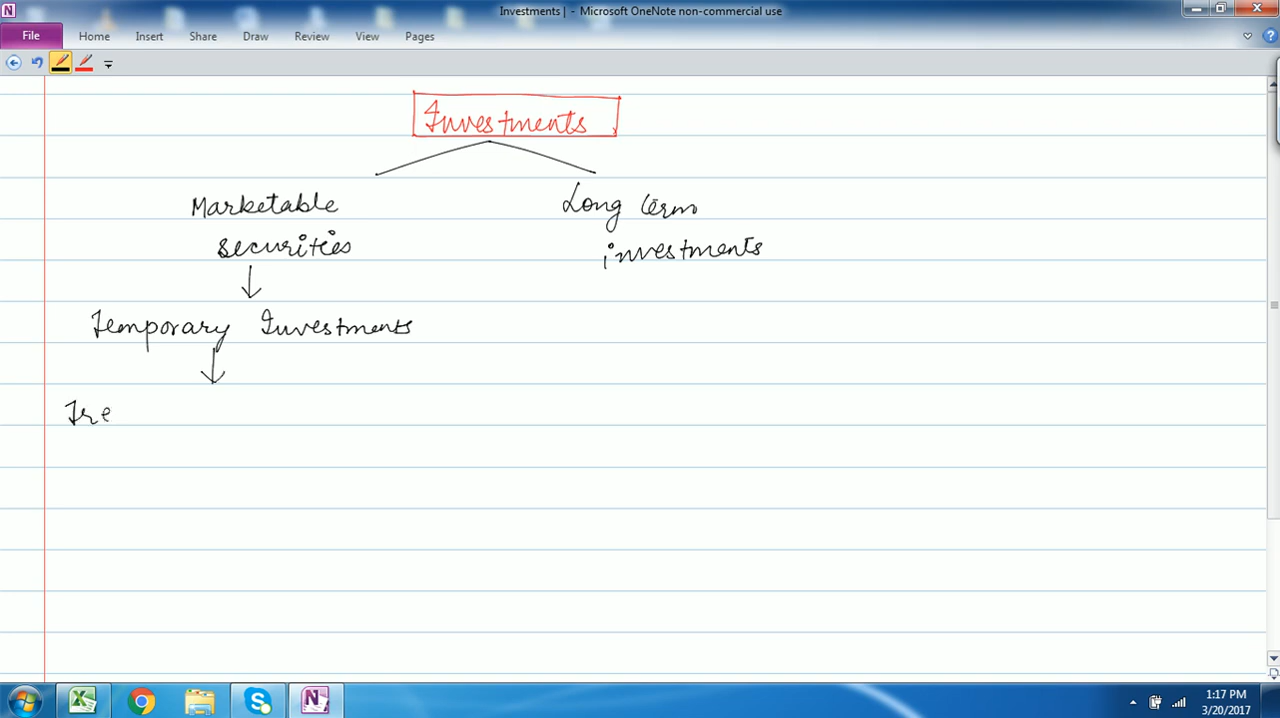 Investments | - Microsoft OneNote non-commercial use
File Home Insert Share Draw Review View Pages
Investments
Marketable Long term
securities investments
Temporary Investments
Tre
1:17 PM
3/20/2017